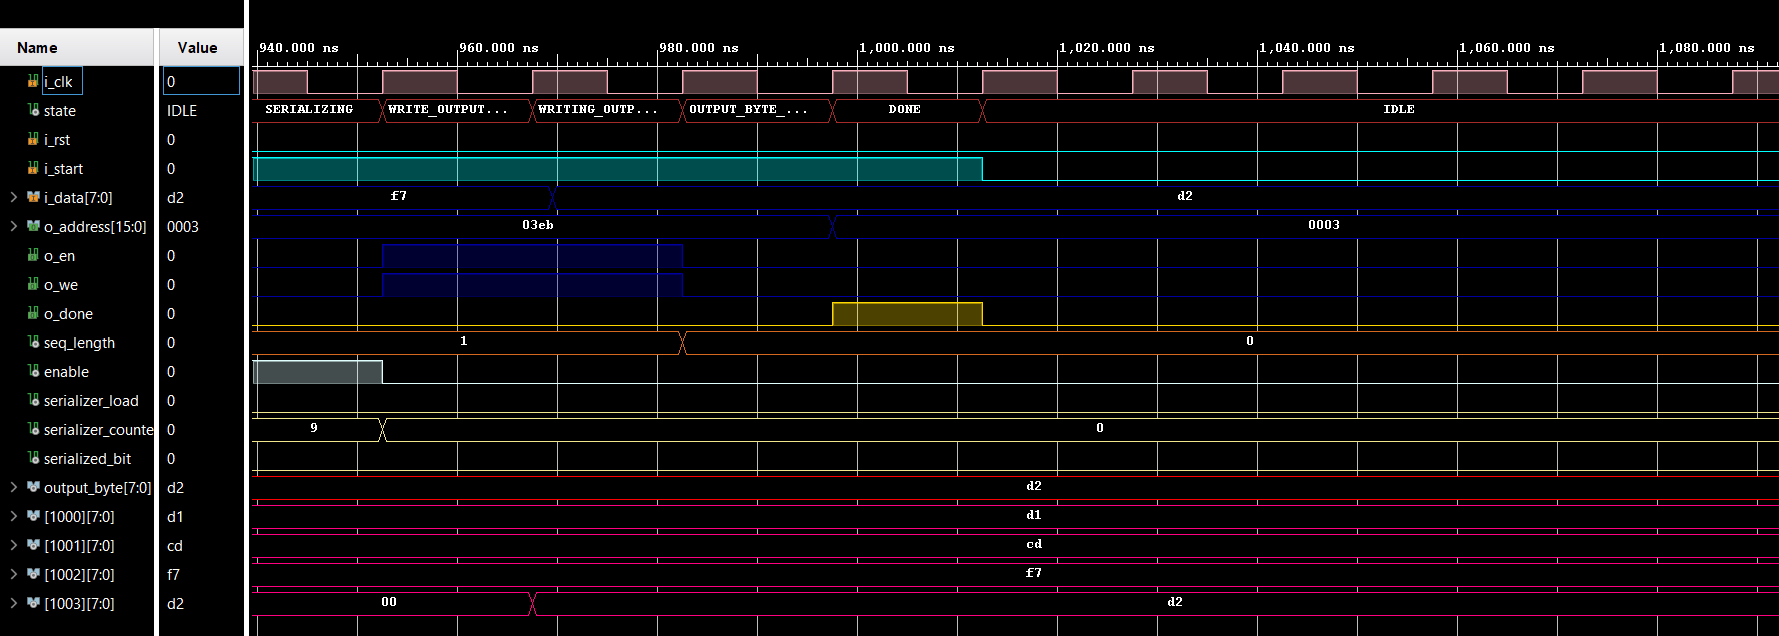 Name Value 940.000 ns 960.000 ns 980.000 ns 1,000.000 ns 1,020.000 ns 1,040.000 ns 1,060.000 ns 1,080.000 ns
i_clk 0
state IDLE SERIALIZING WRITE_OUTPUT... WRITING_OUTP... OUTPUT_BYTE_... DONE IDLE
i_rst 0
i_start 0
i_data[7:0] d2 f7 d2
o_address[15:0] 0003 03eb 0003
o_en 0
o_we 0
o_done 0
seq_length 0 1 0
enable 0
serializer_load 0
serializer_counte 0 9 0
serialized_bit 0
output_byte[7:0] d2 d2
[1000][7:0] d1 d1
[1001][7:0] cd cd
[1002][7:0] f7 f7
[1003][7:0] d2 00 d2